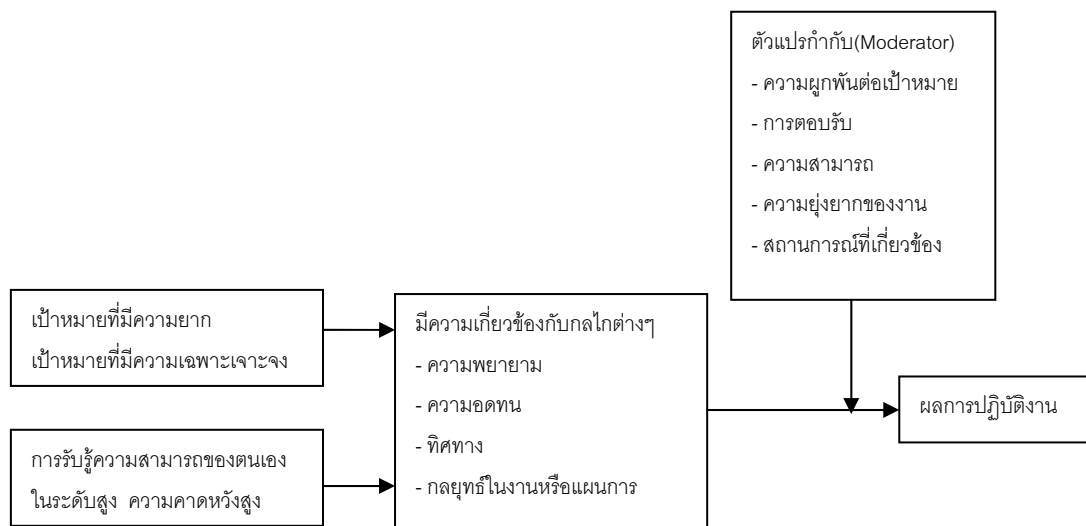 ตัวแปรกำกับ(Moderator)
- ความผูกพันต่อเป้าหมาย
- การตอบรับ
- ความสามารถ
- ความยุ่งยากของงาน
- สถานการณ์ที่เกี่ยวข้อง
เป้าหมายที่มีความยาก
เป้าหมายที่มีความเฉพาะเจาะจง
การรับรู้ความสามารถของตนเอง
ในระดับสูง ความคาดหวังสูง
มีความเกี่ยวข้องกับกลไกต่างๆ
- ความพยายาม
- ความอดทน
- ทิศทาง
- กลยุทธ์ในงานหรือแผนการ
ผลการปฏิบัติงาน